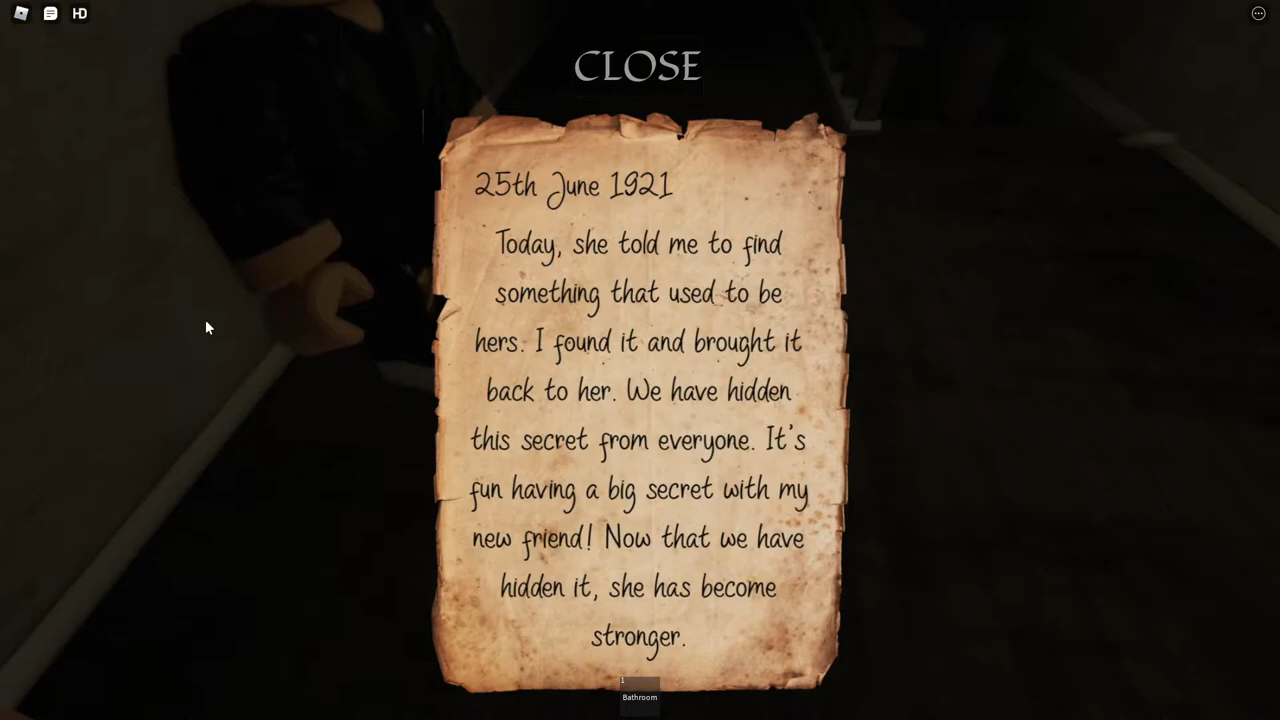 HD
CLOSE
25th June 1921
Today, she told me to find
something that used to be
hers. I found it and brought it
back to her. We have hidden
this secret from everyone. It's
fun having a big secret with my
new friend! Now that we have
hidden it, she has become
stronger.
1
Bathroom